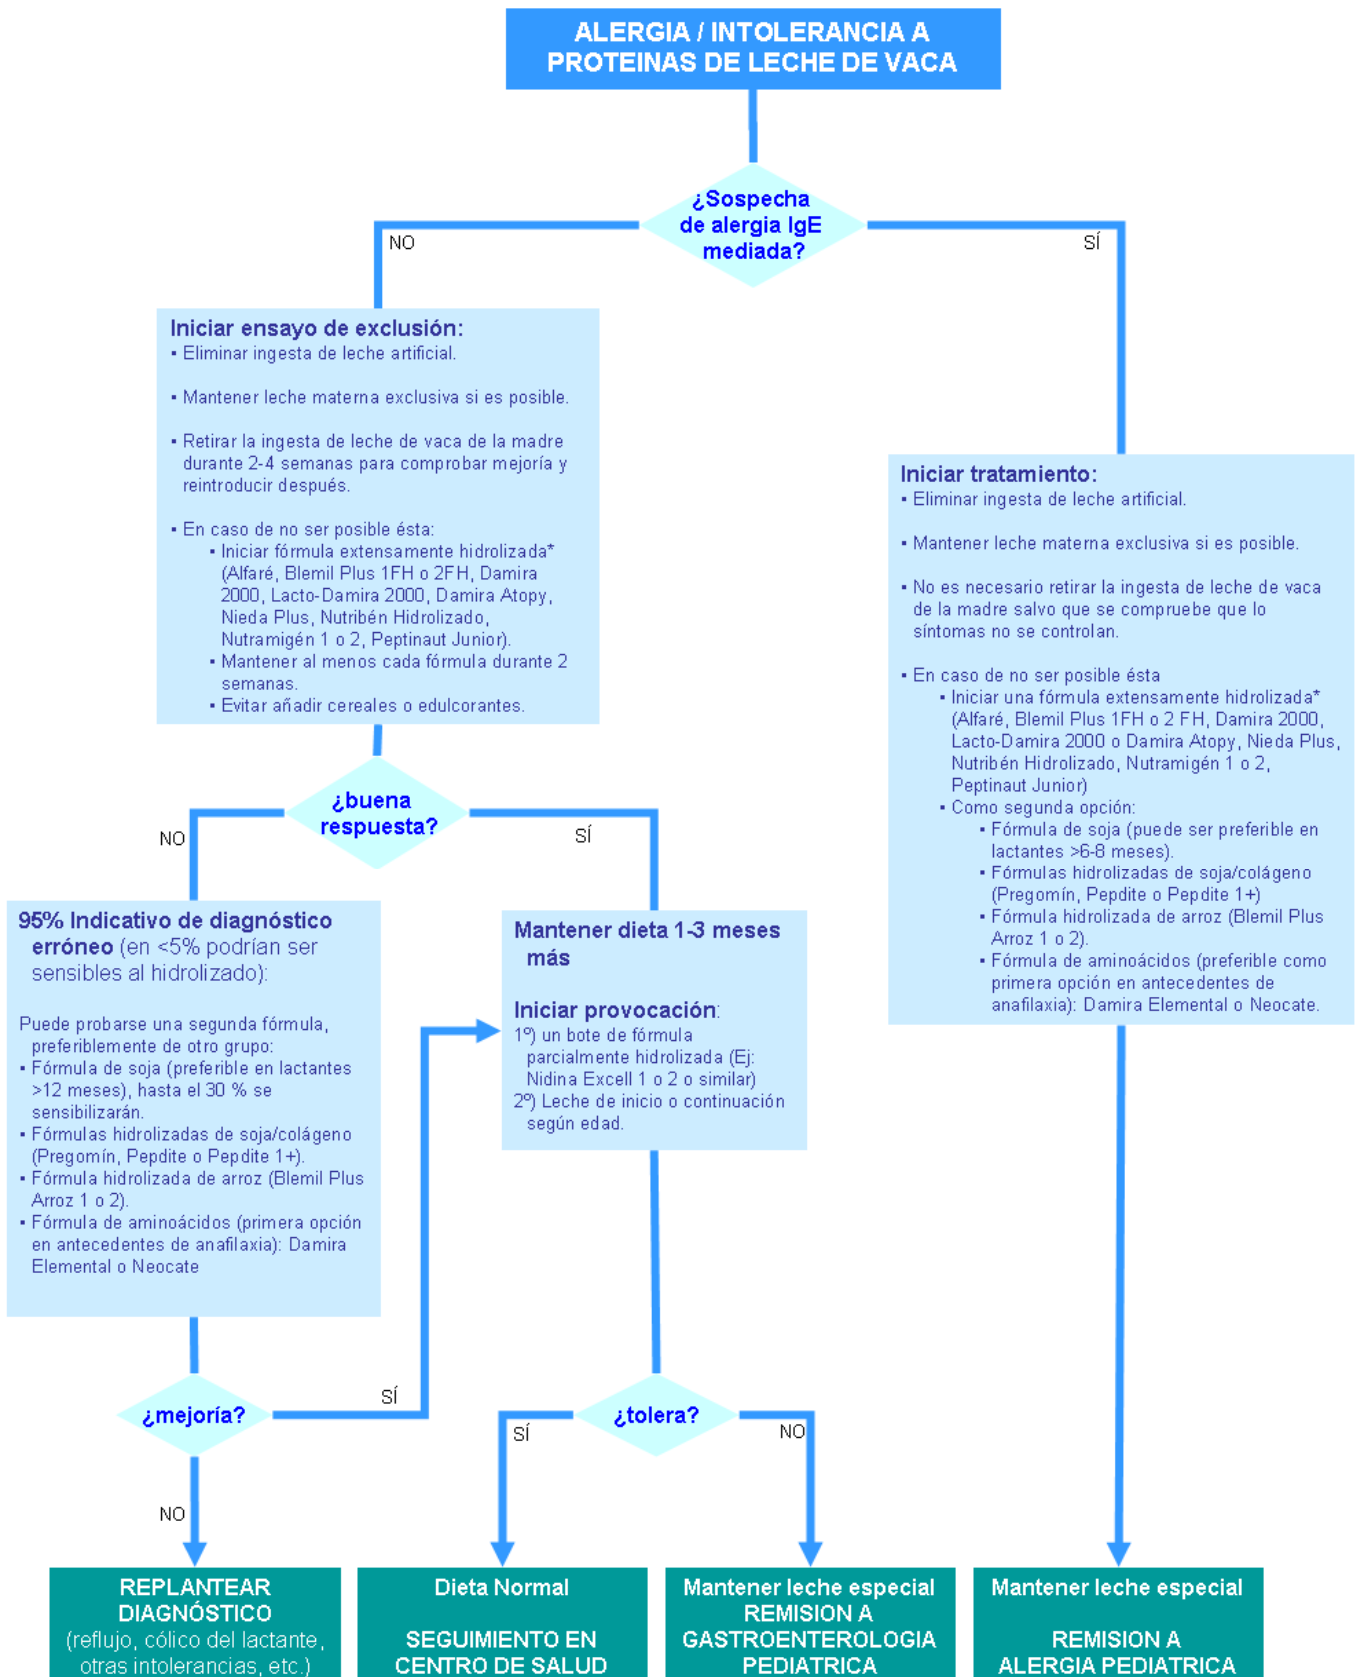 ALERGIA / INTOLERANCIA A
PROTEINAS DE LECHE DE VACA
¿Sospecha
de alergia IgE
mediada?
NO
SÍ
Iniciar ensayo de exclusión:
▪ Eliminar ingesta de leche artificial.
▪ Mantener leche materna exclusiva si es posible.
▪ Retirar la ingesta de leche de vaca de la madre
durante 2-4 semanas para comprobar mejoría y
reintroducir después.
▪ En caso de no ser posible ésta:
▪ Iniciar fórmula extensamente hidrolizada*
(Alfaré, Blemil Plus 1FH o 2FH, Damira
2000, Lacto-Damira 2000, Damira Atopy,
Nieda Plus, Nutribén Hidrolizado,
Nutramigén 1 o 2, Peptinaut Junior).
▪ Mantener al menos cada fórmula durante 2
semanas.
▪ Evitar añadir cereales o edulcorantes.
Iniciar tratamiento:
▪ Eliminar ingesta de leche artificial.
▪ Mantener leche materna exclusiva si es posible.
▪ No es necesario retirar la ingesta de leche de vaca
de la madre salvo que se compruebe que lo
síntomas no se controlan.
▪ En caso de no ser posible ésta
▪ Iniciar una fórmula extensamente hidrolizada*
(Alfaré, Blemil Plus 1FH o 2 FH, Damira 2000,
Lacto-Damira 2000 o Damira Atopy, Nieda Plus,
Nutribén Hidrolizado, Nutramigén 1 o 2,
Peptinaut Junior)
▪ Como segunda opción:
▪ Fórmula de soja (puede ser preferible en
lactantes >6-8 meses).
▪ Fórmulas hidrolizadas de soja/colágeno
(Pregomín, Pepdite o Pepdite 1+)
▪ Fórmula hidrolizada de arroz (Blemil Plus
Arroz 1 o 2).
▪ Fórmula de aminoácidos (preferible como
primera opción en antecedentes de
anafilaxia): Damira Elemental o Neocate.
¿buena
respuesta?
NO
SÍ
95% Indicativo de diagnóstico
erróneo (en <5% podrían ser
sensibles al hidrolizado):
Puede probarse una segunda fórmula,
preferiblemente de otro grupo:
▪ Fórmula de soja (preferible en lactantes
>12 meses), hasta el 30 % se
sensibilizarán.
▪ Fórmulas hidrolizadas de soja/colágeno
(Pregomín, Pepdite o Pepdite 1+).
▪ Fórmula hidrolizada de arroz (Blemil Plus
Arroz 1 o 2).
▪ Fórmula de aminoácidos (primera opción
en antecedentes de anafilaxia): Damira
Elemental o Neocate
Mantener dieta 1-3 meses
más
Iniciar provocación:
1º) un bote de fórmula
parcialmente hidrolizada (Ej:
Nidina Excell 1 o 2 o similar)
2º) Leche de inicio o continuación
según edad.
¿mejoría?
SÍ
NO
¿tolera?
SÍ
NO
REPLANTEAR
DIAGNÓSTICO
(reflujo, cólico del lactante,
otras intolerancias, etc.)
Dieta Normal
SEGUIMIENTO EN
CENTRO DE SALUD
Mantener leche especial
REMISION A
GASTROENTEROLOGIA
PEDIATRICA
Mantener leche especial
REMISION A
ALERGIA PEDIATRICA